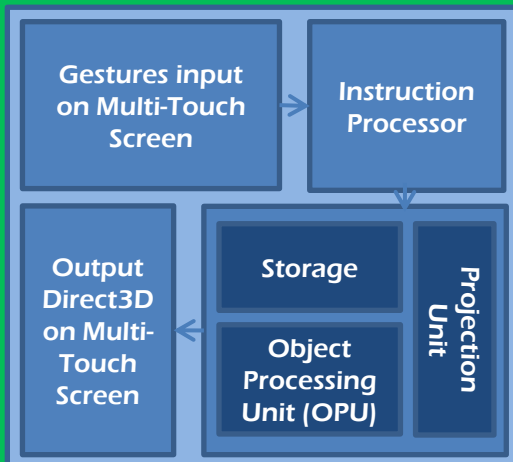 Gestures input
on Multi-Touch
Screen
Instruction
Processor
Output
Direct3D
on Multi-
Touch
Screen
Storage
Object
Processing
Unit (OPU)
Projection
Unit